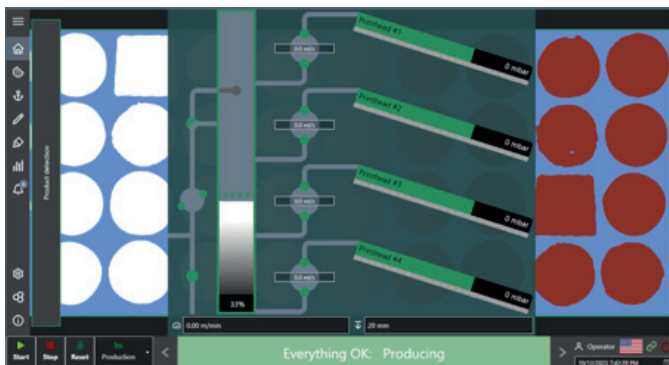 Product detection
Printhead #1
0 mbar
0.0 ml/s
Printhead #2
0 mbar
0.0 ml/s
Printhead #3
0 mbar
0.0 ml/s
Printhead #4
0 mbar
0.0 ml/s
33%
0.00 m/min
20 mm
Start
Stop
Reset
Production
Everything OK: Producing
Operator